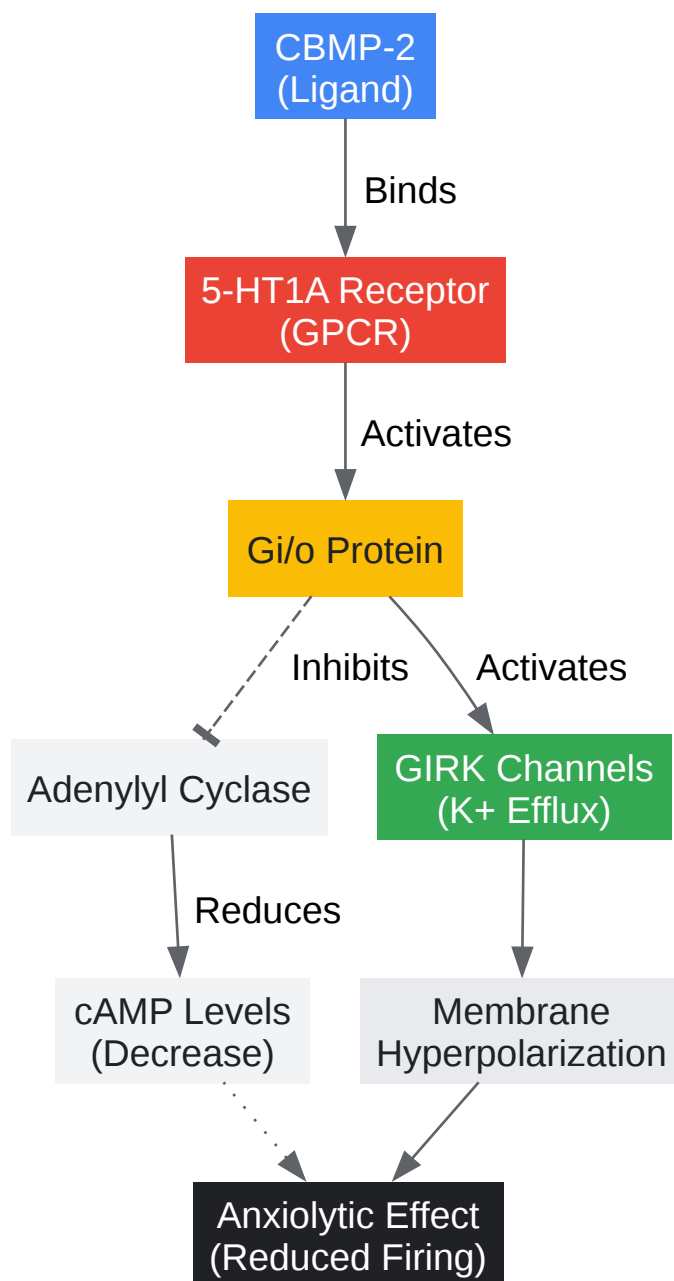 CBMP-2
(Ligand)
Binds
5-HT1A Receptor
(GPCR)
Activates
Gi/o Protein
Inhibits
Activates
Adenylyl Cyclase
GIRK Channels
(K+ Efflux)
Reduces
cAMP Levels
(Decrease)
Membrane
Hyperpolarization
Anxiolytic Effect
(Reduced Firing)